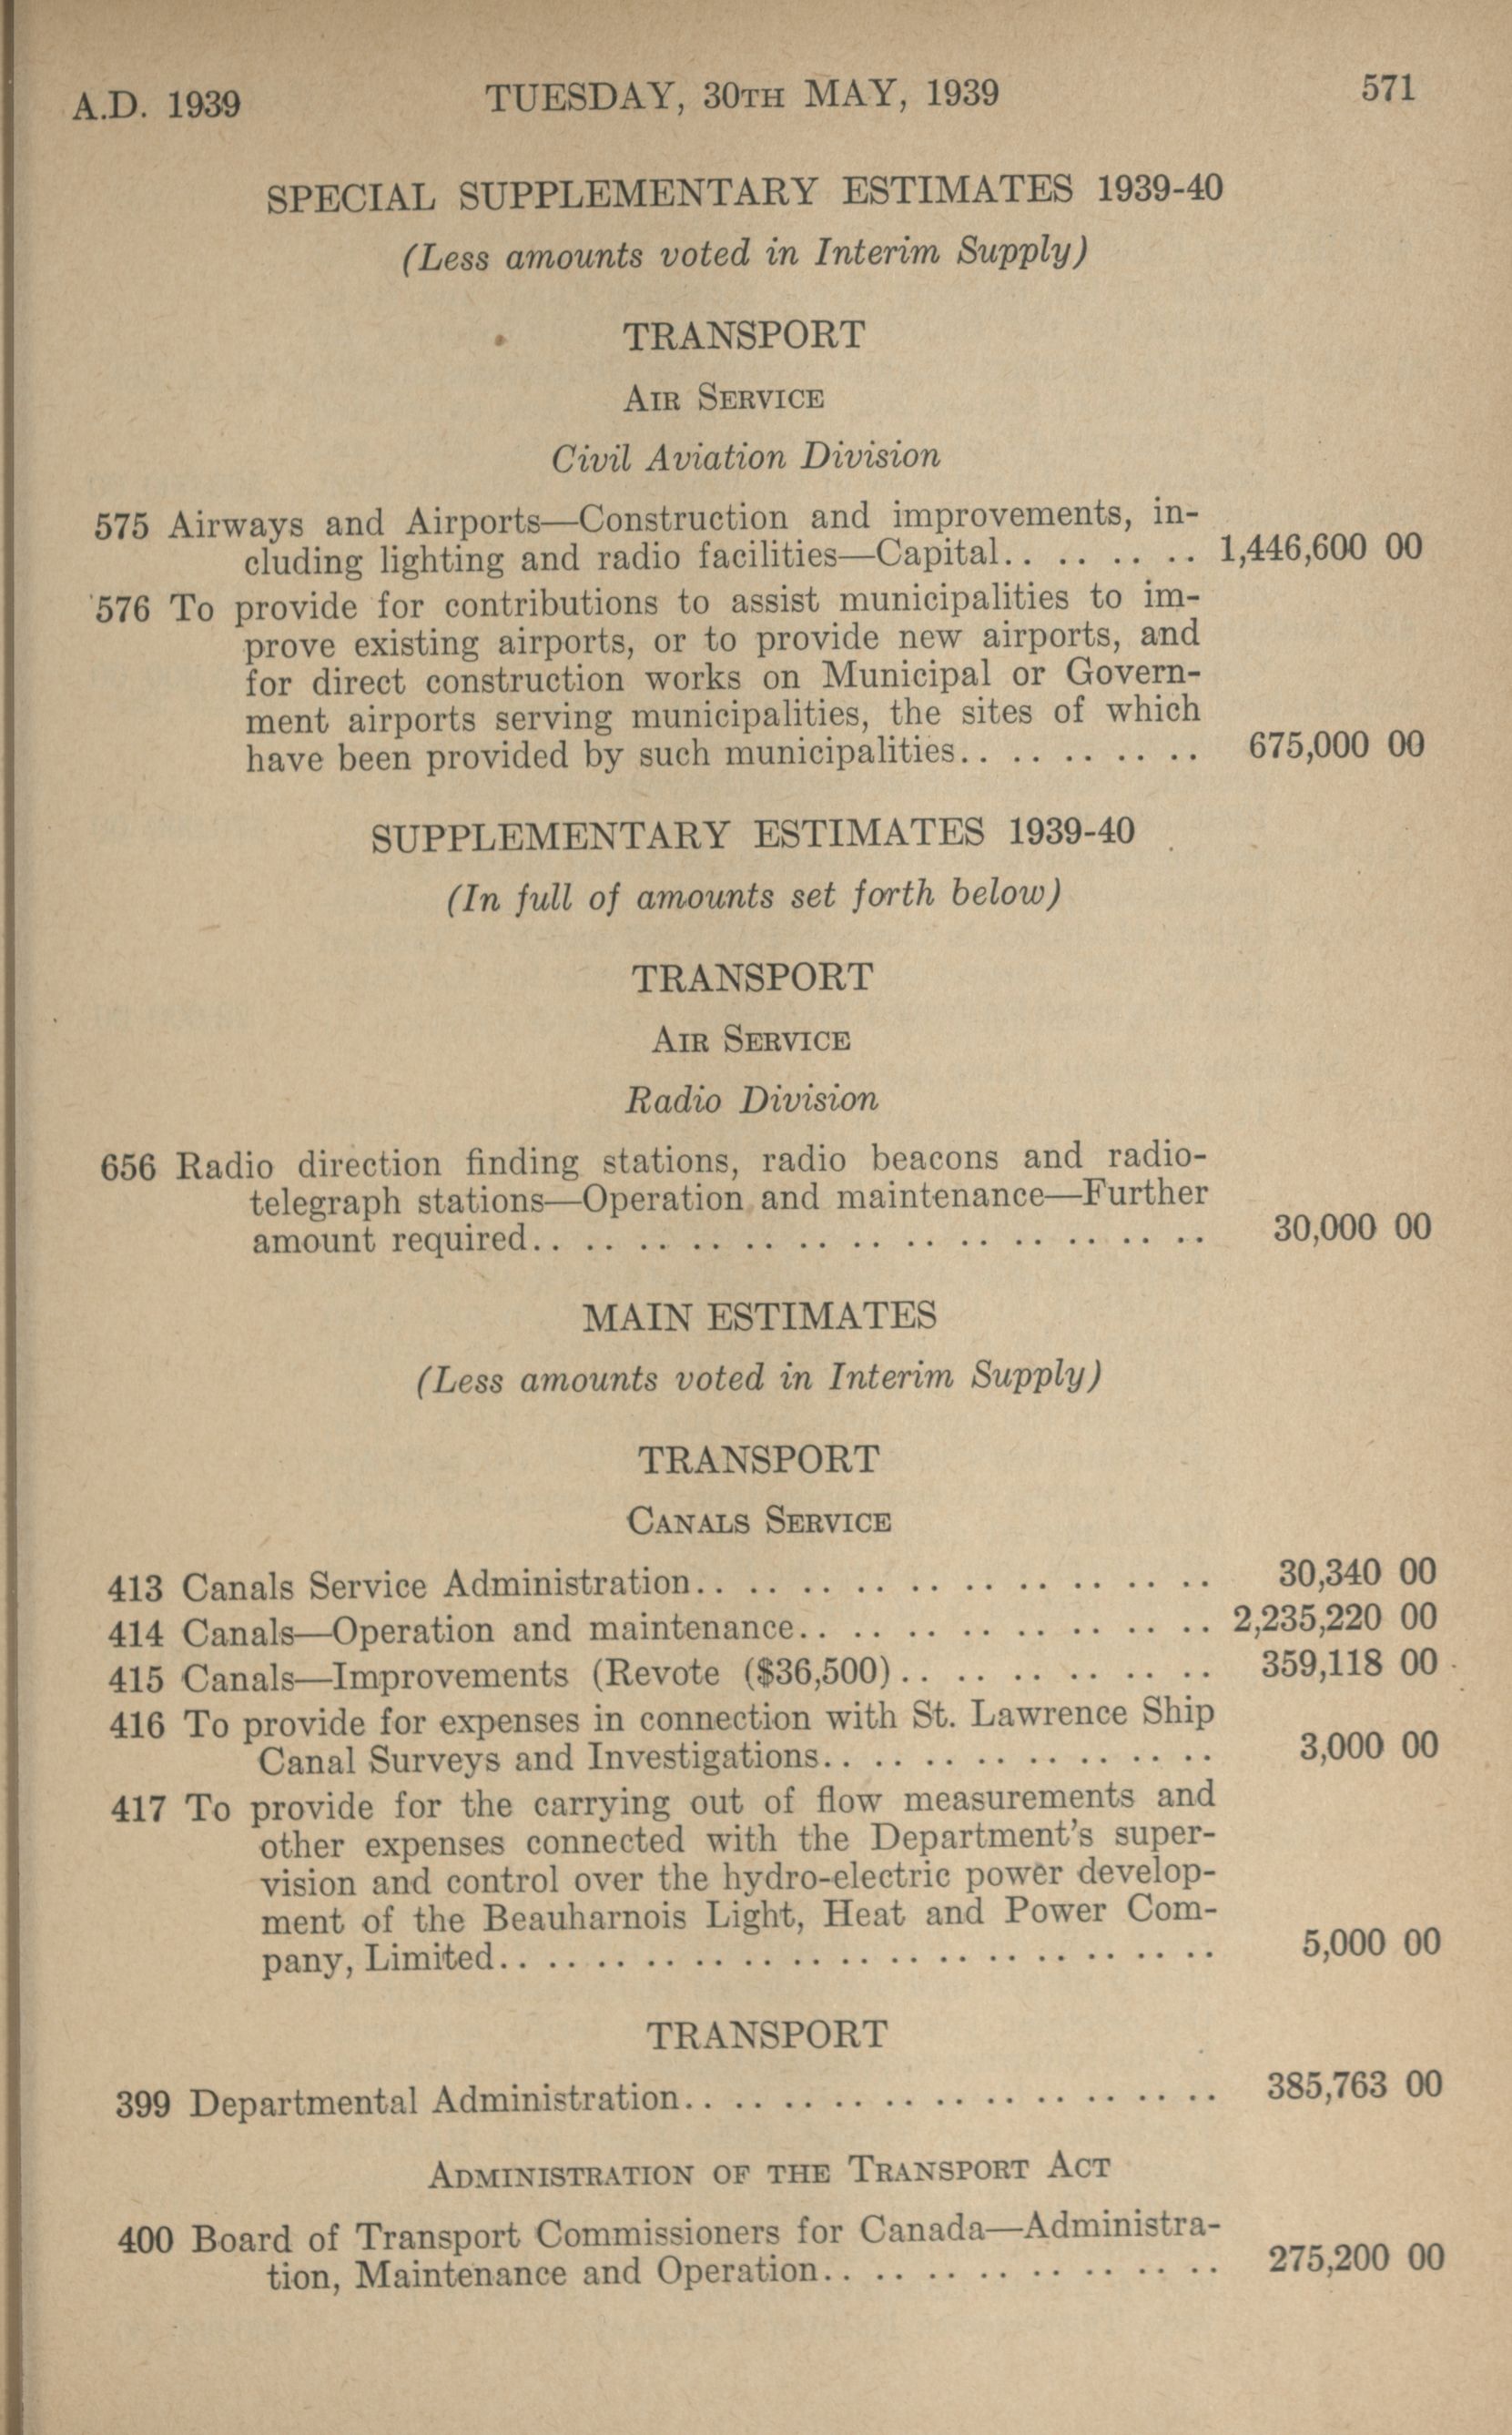 A.D. 1939 TUESDAY, 30TH MAY, 1939 571
SPECIAL SUPPLEMENTARY ESTIMATES 1939-40
(Less amounts voted in Interim Supply)
TRANSPORT
AIR SERVICE
Civil Aviation Division
575 Airways and Airports—Construction and improvements, in-
cluding lighting and radio facilities—Capital.. .. .. .. 1,446,600 00
576 To provide for contributions to assist municipalities to im-
prove existing airports, or to provide new airports, and
for direct construction works on Municipal or Govern-
ment airports serving municipalities, the sites of which
have been provided by such municipalities.. .. .. .. .. 675,000 00
SUPPLEMENTARY ESTIMATES 1939-40
(In full of amounts set forth below)
TRANSPORT
AIR SERVICE
Radio Division
656 Radio direction finding stations, radio beacons and radio-
telegraph stations—Operation and maintenance—Further
amount required.. .. .. .. .. .. .. .. .. .. .. .. .. 30,000 00
MAIN ESTIMATES
(Less amounts voted in Interim Supply)
TRANSPORT
CANALS SERVICE
413 Canals Service Administration.. .. .. .. .. .. .. .. .. .. 30,340 00
414 Canals—Operation and maintenance.. .. .. .. .. .. .. .. 2,235,220 00
415 Canals—Improvements (Revote ($36,500).. .. .. .. .. .. 359,118 00
416 To provide for expenses in connection with St. Lawrence Ship
Canal Surveys and Investigations.. .. .. .. .. .. .. .. 3,000 00
417 To provide for the carrying out of flow measurements and
other expenses connected with the Department's super-
vision and control over the hydro-electric power develop-
ment of the Beauharnois Light, Heat and Power Com-
pany, Limited.. .. .. .. .. .. .. .. .. .. .. .. .. .. .. 5,000 00
TRANSPORT
399 Departmental Administration.. .. .. .. .. .. .. .. .. .. .. 385,763 00
ADMINISTRATION OF THE TRANSPORT ACT
400 Board of Transport Commissioners for Canada—Administra-
tion, Maintenance and Operation.. .. .. .. .. .. .. .. 275,200 00